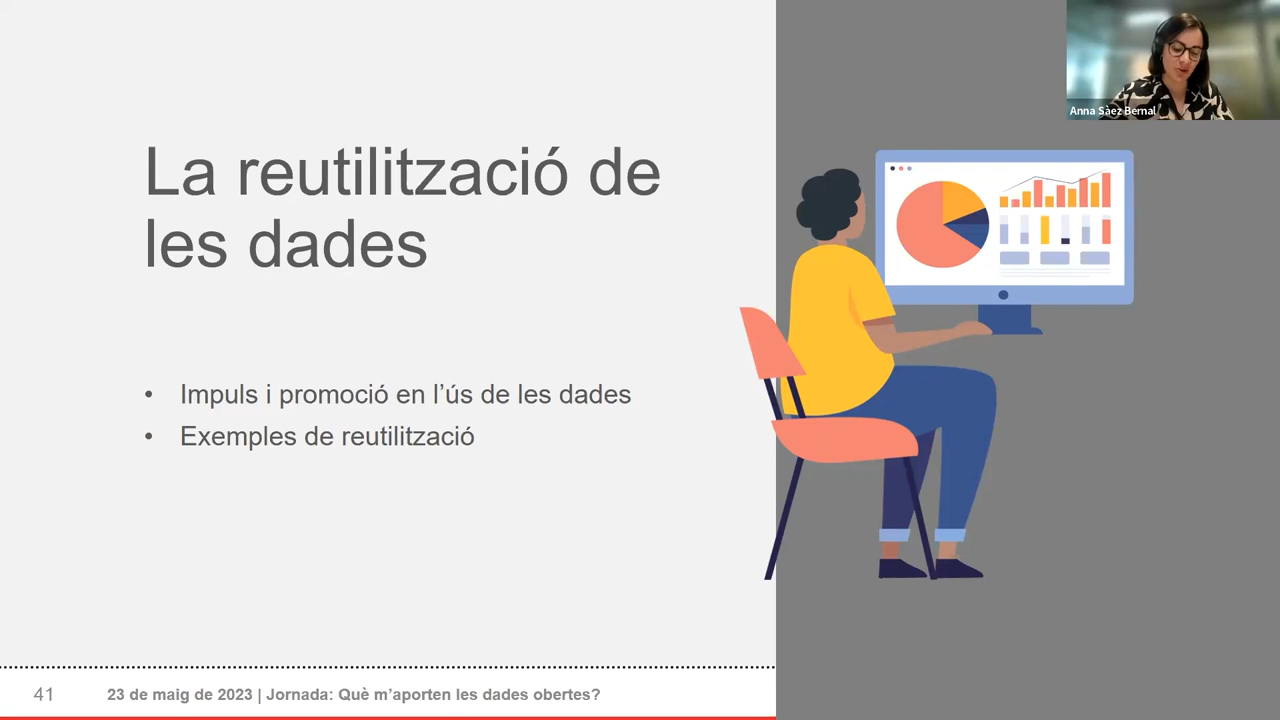 La reutilització de
les dades
• Impuls i promoció en l’ús de les dades
• Exemples de reutilització
41
23 de maig de 2023 | Jornada: Què m’aporten les dades obertes?
Anna Sàez Bernal